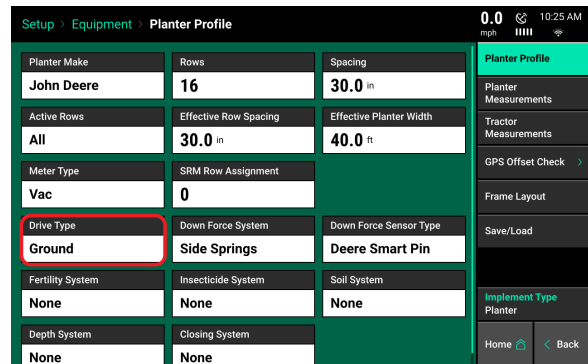 Setup > Equipment > Planter Profile
0.0 mph
10:25 AM
Planter Make
John Deere
Rows
16
Spacing
30.0 in
Active Rows
All
Effective Row Spacing
30.0 in
Effective Planter Width
40.0 ft
Meter Type
Vac
SRM Row Assignment
0
Drive Type
Ground
Down Force System
Side Springs
Down Force Sensor Type
Deere Smart Pin
Fertility System
None
Insecticide System
None
Soil System
None
Depth System
None
Closing System
None
Planter Profile
Planter
Measurements
Tractor
Measurements
GPS Offset Check >
Frame Layout
Save/Load
Implement Type
Planter
Home
< Back